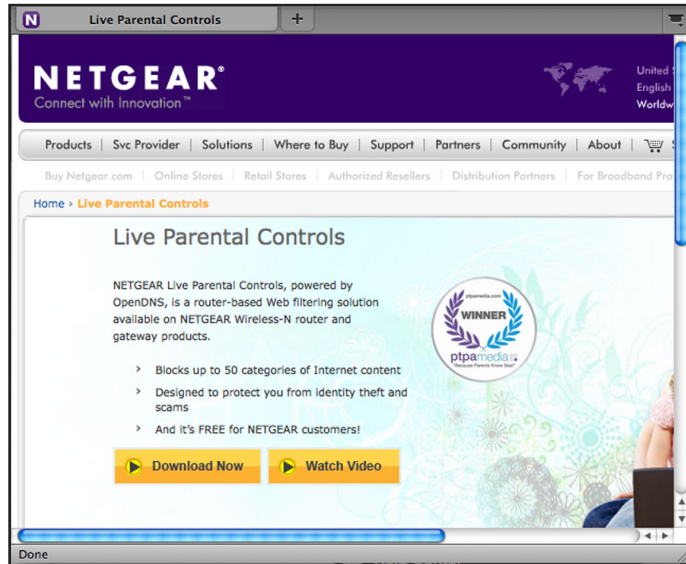 Live Parental Controls
+
NETGEAR®
Connect with Innovation™
United
English
Worldw
Products | Svc Provider | Solutions | Where to Buy | Support | Partners | Community | About |
Buy Netgear.com | Online Stores | Retail Stores | Authorized Resellers | Distribution Partners | For Broadband Pro
Home › Live Parental Controls
Live Parental Controls
NETGEAR Live Parental Controls, powered by
OpenDNS, is a router-based Web filtering solution
available on NETGEAR Wireless-N router and
gateway products.
› Blocks up to 50 categories of Internet content
› Designed to protect you from identity theft and
scams
› And it's FREE for NETGEAR customers!
ptpamedia.com
WINNER
ptpamedia
"Because Parents Know Best"
Download Now
Watch Video
Done